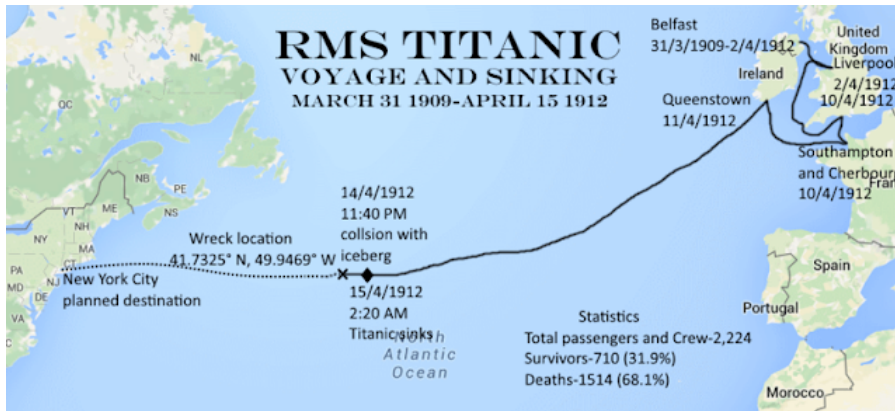 RMS TITANIC
VOYAGE AND SINKING
MARCH 31 1909-APRIL 15 1912
Belfast
31/3/1909-2/4/1912
United
Kingdom
Liverpool
2/4/1912
10/4/1912
Ireland
Queenstown
11/4/1912
Southampton
and Cherbourg
10/4/1912
Fran
NL
QC
NB
PE
NS
ME
VT
NH
NY
MA
CT
PA
NJ
MD
DE
VA
NC
14/4/1912
11:40 PM
collsion with
iceberg
Wreck location
41.7325° N, 49.9469° W
New York City
planned destination
15/4/1912
2:20 AM
Titanic sinks
North
Atlantic
Ocean
Statistics
Total passengers and Crew-2,224
Survivors-710 (31.9%)
Deaths-1514 (68.1%)
Spain
Portugal
Morocco